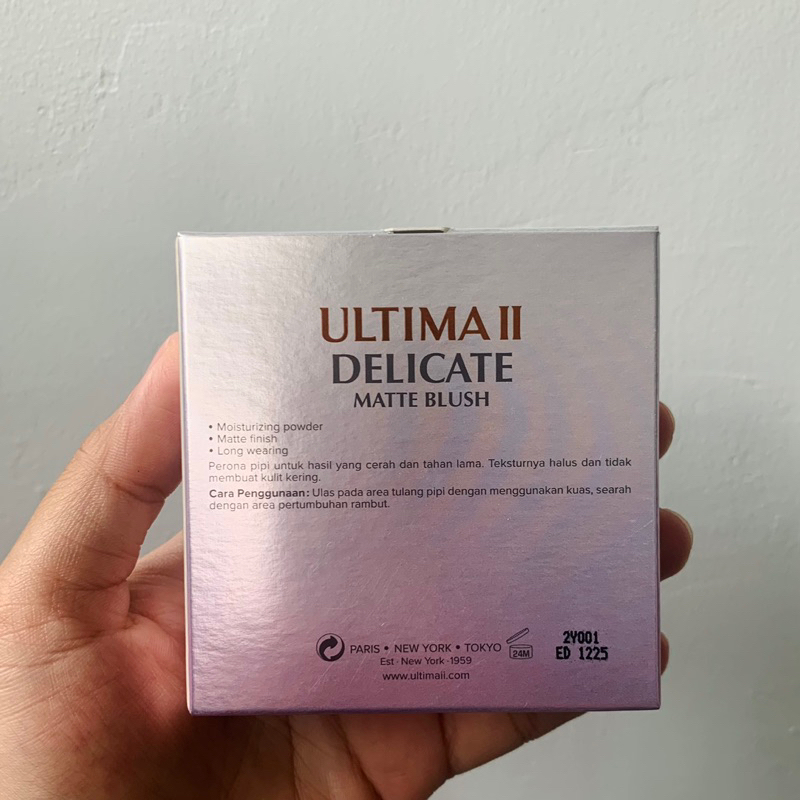 ULTIMA II
DELICATE
MATTE BLUSH
• Moisturizing powder
• Matte finish
• Long wearing
Perona pipi untuk hasil yang cerah dan tahan lama. Teksturnya halus dan tidak
membuat kulit kering.
Cara Penggunaan: Ulas pada area tulang pipi dengan menggunakan kuas, searah
dengan area pertumbuhan rambut.
PARIS • NEW YORK • TOKYO
Est · New York ·1959
www.ultimaii.com
24M
2Y001
ED 1225